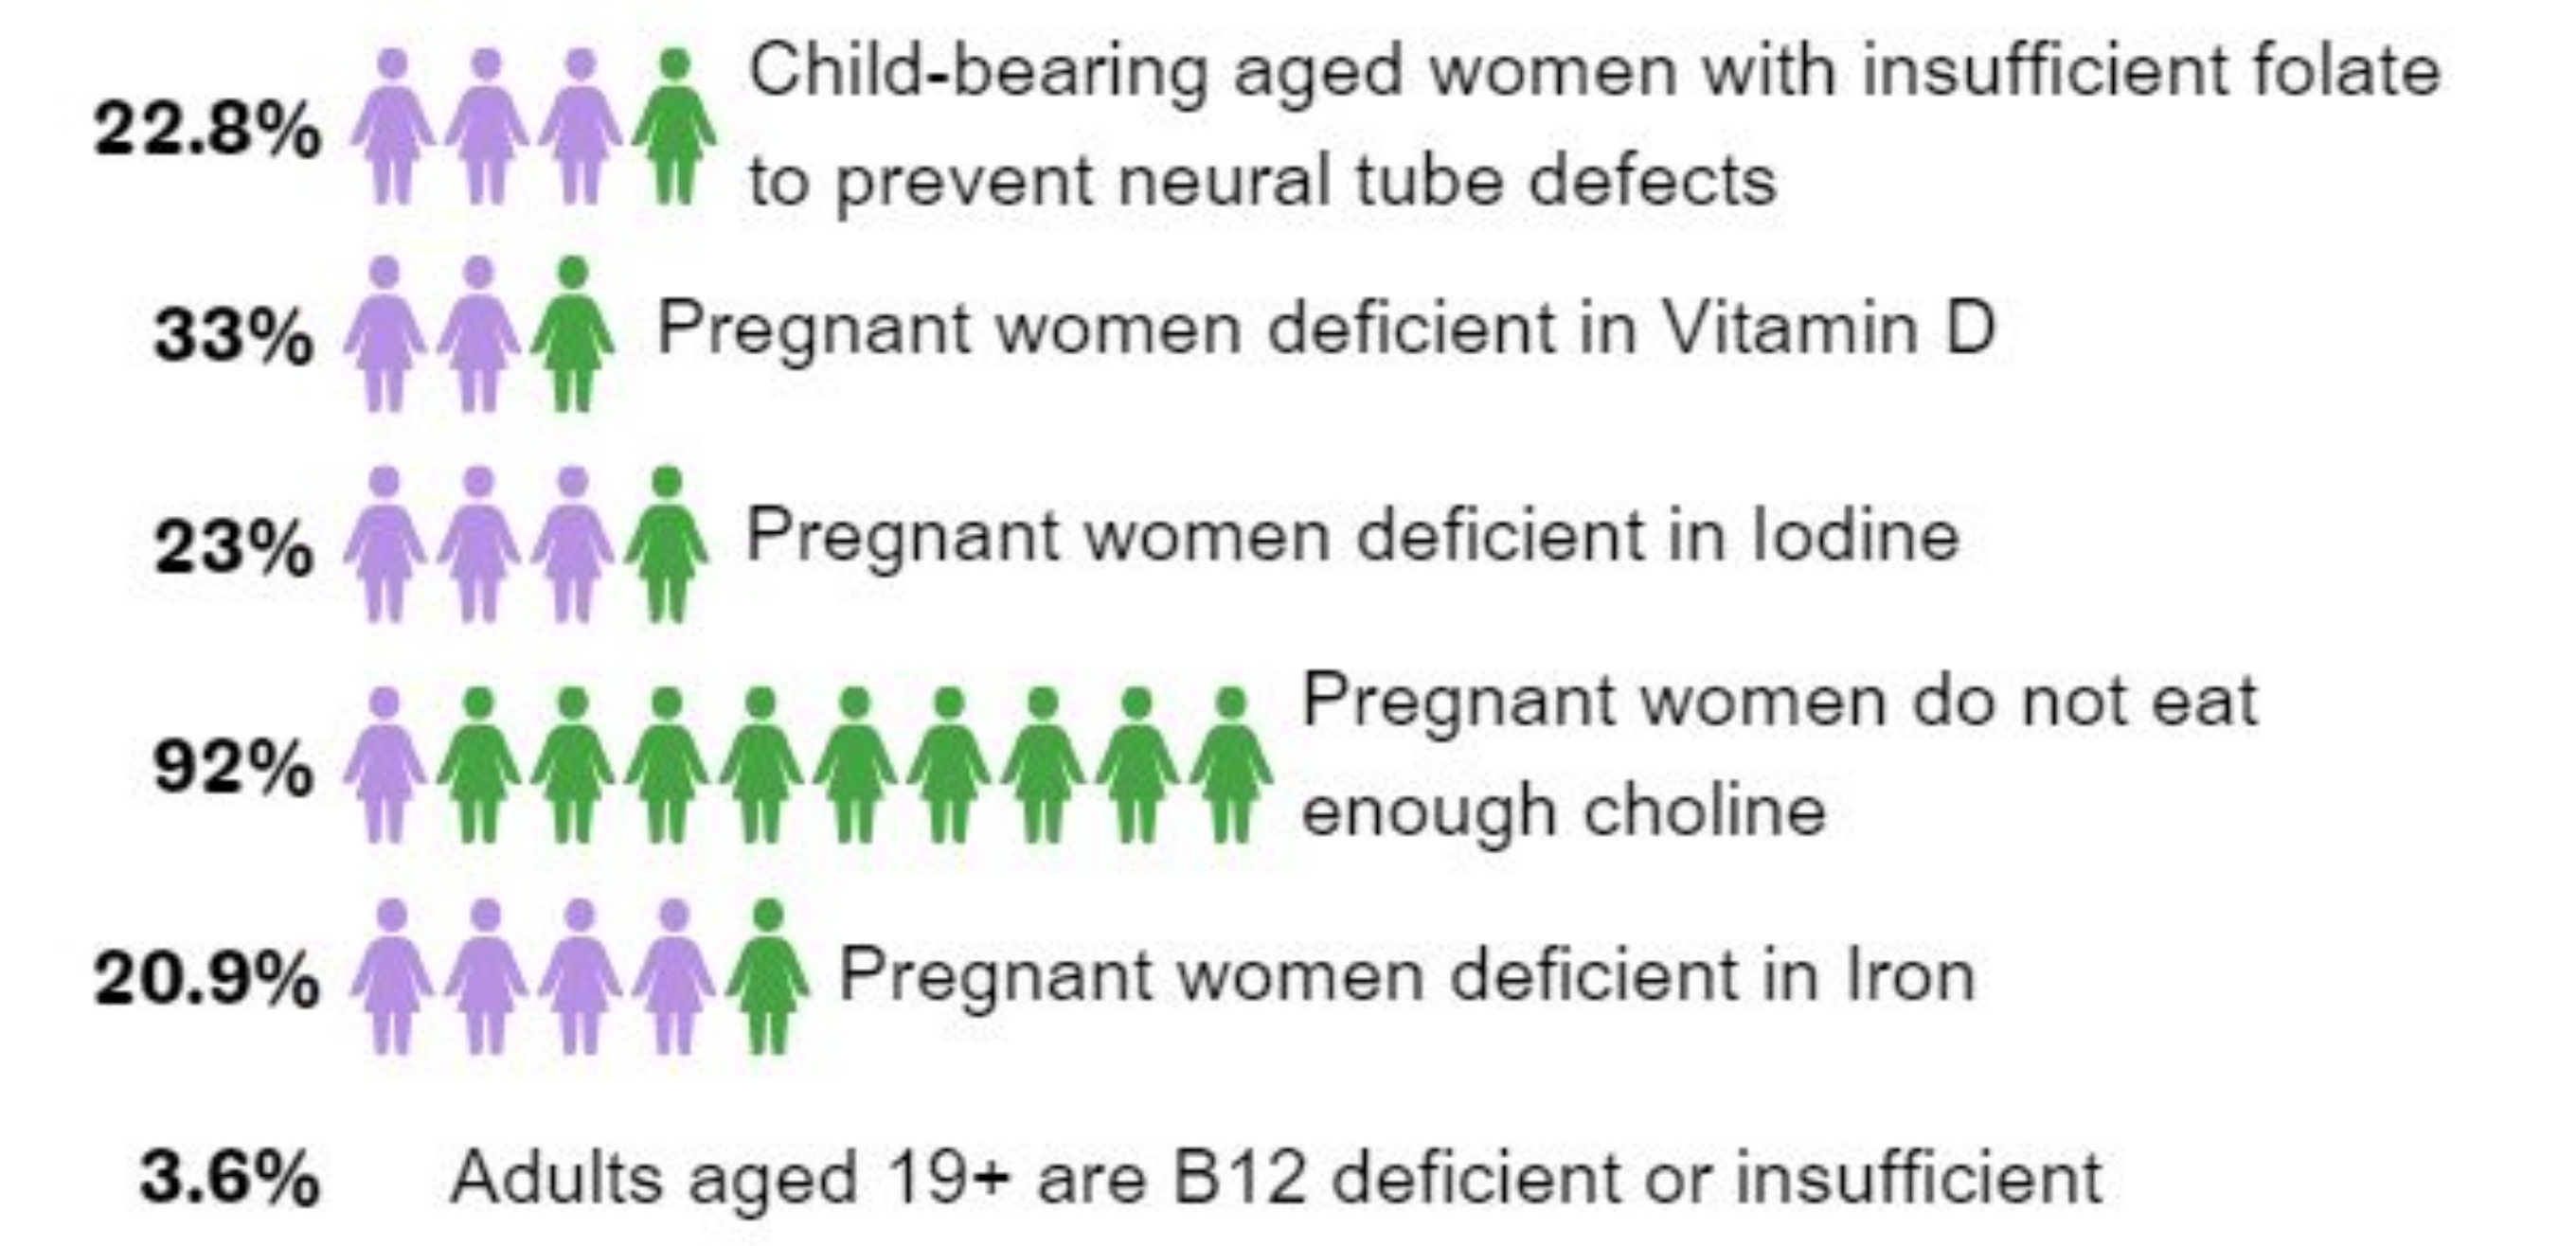 22.8% Child-bearing aged women with insufficient folate
to prevent neural tube defects
33% Pregnant women deficient in Vitamin D
23% Pregnant women deficient in Iodine
92% Pregnant women do not eat
enough choline
20.9% Pregnant women deficient in Iron
3.6% Adults aged 19+ are B12 deficient or insufficient